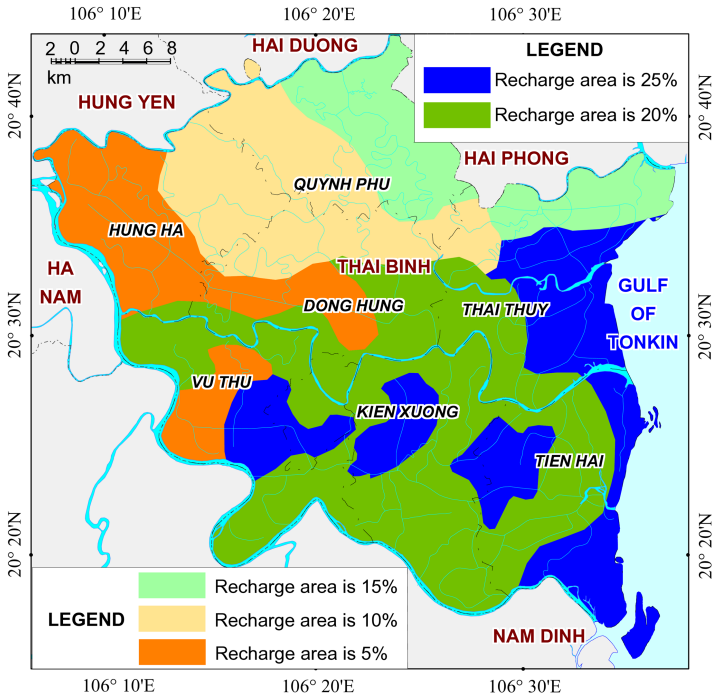 106° 10'E
106° 20'E
106° 30'E
20° 40'N
20° 30'N
20° 20'N
2 0 2 4 6 8
km
HAI DUONG
HUNG YEN
LEGEND
Recharge area is 25%
Recharge area is 20%
20° 40'N
20° 30'N
20° 20'N
HAI PHONG
QUYNH PHU
HUNG HA
HA
NAM
THAI BINH
DONG HUNG
THAI THUY
GULF
OF
TONKIN
VU THU
KIEN XUONG
TIEN HAI
LEGEND
Recharge area is 15%
Recharge area is 10%
Recharge area is 5%
NAM DINH
106° 10'E
106° 20'E
106° 30'E